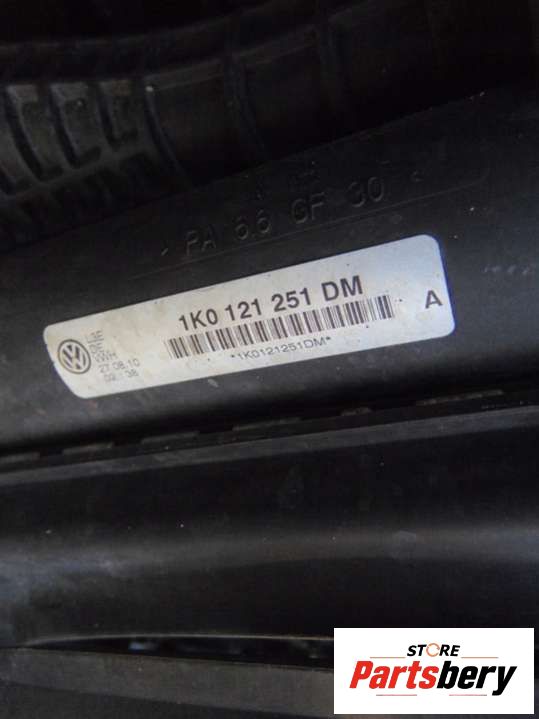 PA 6.6 GF 30
1K0 121 251 DM
A
27.08.10
*1K0121251DM*
STORE
Partsbery